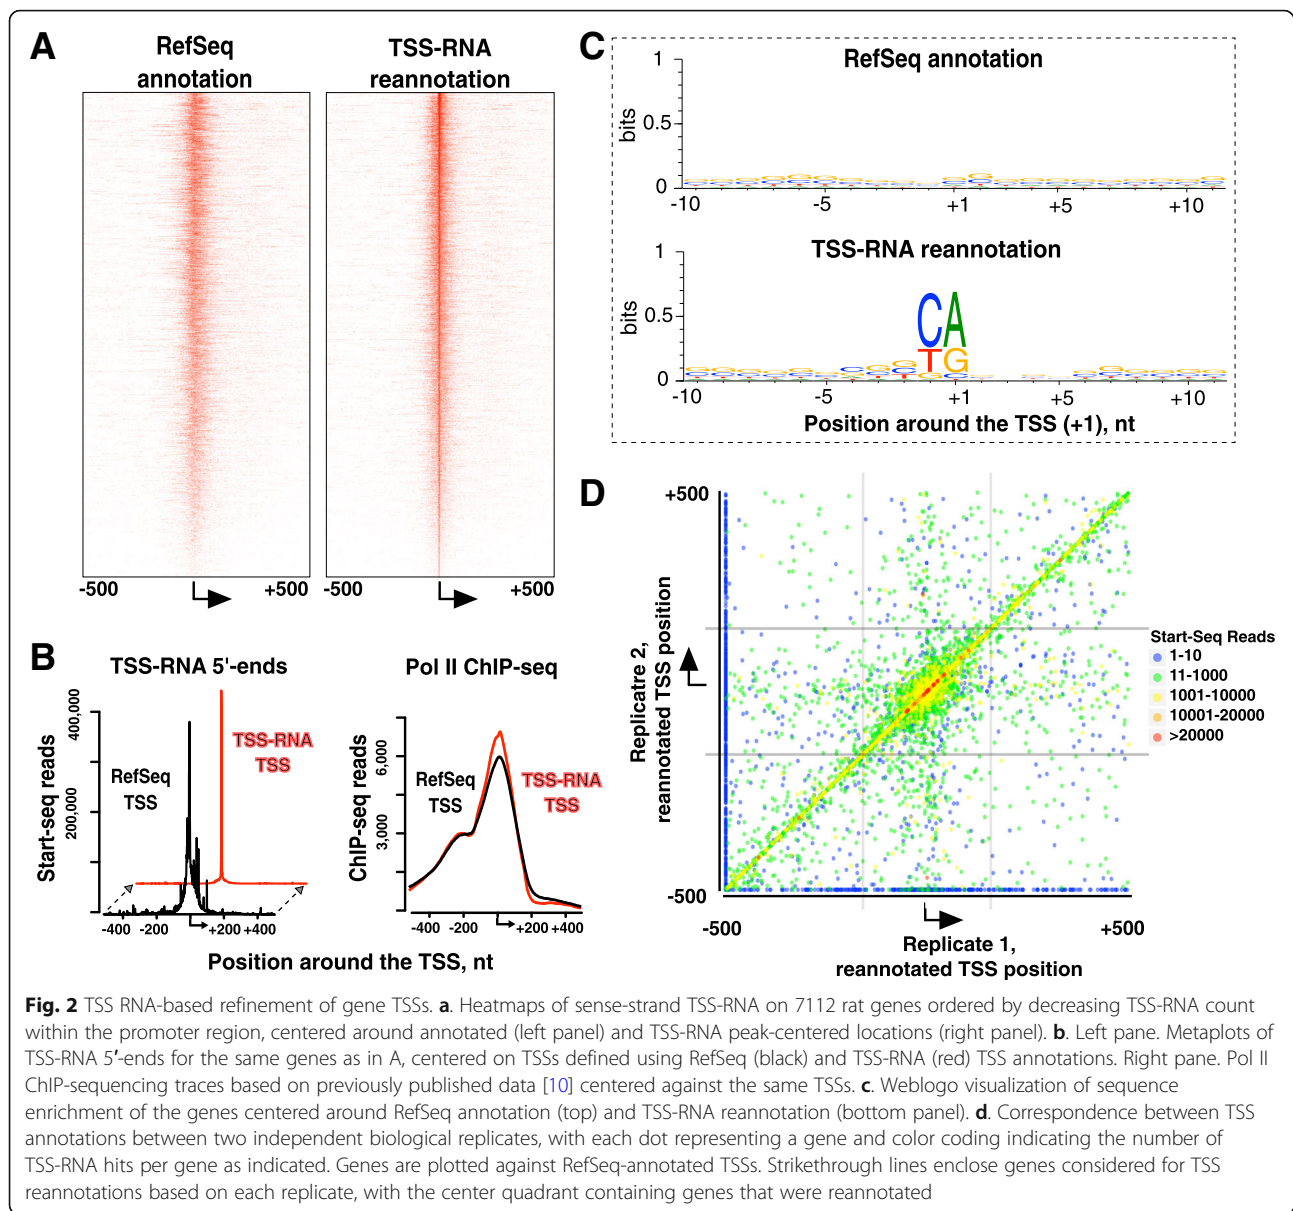 A
RefSeq
annotation
TSS-RNA
reannotation
-500
+500
-500
+500
B
TSS-RNA 5'-ends
Start-seq reads
400,000
200,000
RefSeq
TSS
TSS-RNA
TSS
-400 -200 +200 +400
Pol II ChIP-seq
ChIP-seq reads
6,000
3,000
RefSeq
TSS
TSS-RNA
TSS
-400 -200 +200 +400
Position around the TSS, nt
C
RefSeq annotation
bits
1
0.5
0
-10 -5 +1 +5 +10
TSS-RNA reannotation
bits
1
0.5
0
CA
TG
-10 -5 +1 +5 +10
Position around the TSS (+1), nt
D
+500
Replicatre 2,
reannotated TSS position
-500
-500
+500
Replicate 1,
reannotated TSS position
Start-Seq Reads
1-10
11-1000
1001-10000
10001-20000
>20000
Fig. 2 TSS RNA-based refinement of gene TSSs. a. Heatmaps of sense-strand TSS-RNA on 7112 rat genes ordered by decreasing TSS-RNA count
within the promoter region, centered around annotated (left panel) and TSS-RNA peak-centered locations (right panel). b. Left pane. Metaplots of
TSS-RNA 5′-ends for the same genes as in A, centered on TSSs defined using RefSeq (black) and TSS-RNA (red) TSS annotations. Right pane. Pol II
ChIP-sequencing traces based on previously published data [10] centered against the same TSSs. c. Weblogo visualization of sequence
enrichment of the genes centered around RefSeq annotation (top) and TSS-RNA reannotation (bottom panel). d. Correspondence between TSS
annotations between two independent biological replicates, with each dot representing a gene and color coding indicating the number of
TSS-RNA hits per gene as indicated. Genes are plotted against RefSeq-annotated TSSs. Strikethrough lines enclose genes considered for TSS
reannotations based on each replicate, with the center quadrant containing genes that were reannotated